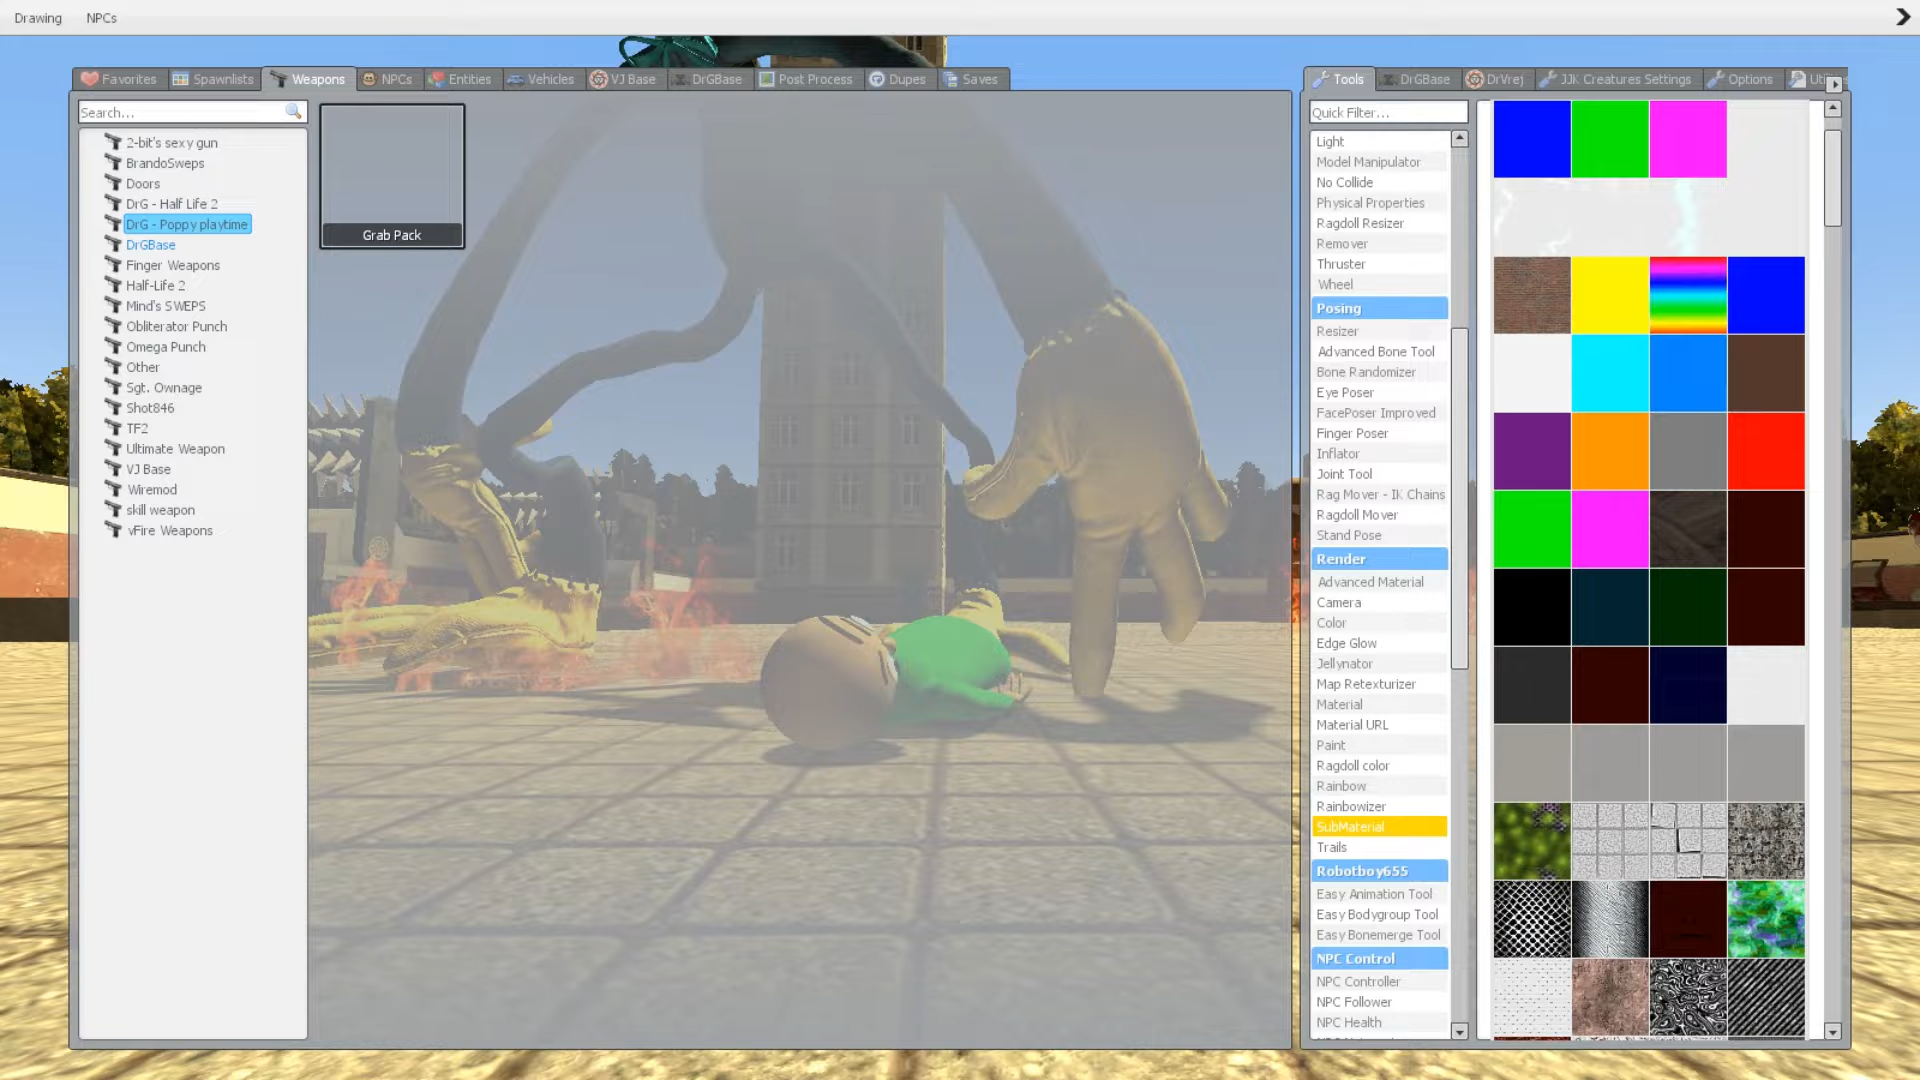 Drawing NPCs
Favorites Spawnlists Weapons NPCs Entities Vehicles VJ Base DrGBase Post Process Dupes Saves
Search...
2-bit's sexy gun
BrandoSweps
Doors
DrG - Half Life 2
DrG - Poppy playtime
DrGBase
Finger Weapons
Half-Life 2
Mind's SWEPS
Obliterator Punch
Omega Punch
Other
Sgt. Ownage
Shot846
TF2
Ultimate Weapon
VJ Base
Wiremod
skill weapon
vFire Weapons
Grab Pack
Tools DrGBase DrVrej JJK Creatures Settings Options
Quick Filter...
Light
Model Manipulator
No Collide
Physical Properties
Ragdoll Resizer
Remover
Thruster
Wheel
Posing
Resizer
Advanced Bone Tool
Bone Randomizer
Eye Poser
FacePoser Improved
Finger Poser
Inflator
Joint Tool
Rag Mover - IK Chains
Ragdoll Mover
Stand Pose
Render
Advanced Material
Camera
Color
Edge Glow
Jellynator
Map Retexturizer
Material
Material URL
Paint
Ragdoll color
Rainbow
Rainbowizer
SubMaterial
Trails
Robotboy655
Easy Animation Tool
Easy Bodygroup Tool
Easy Bonemerge Tool
NPC Control
NPC Controller
NPC Follower
NPC Health